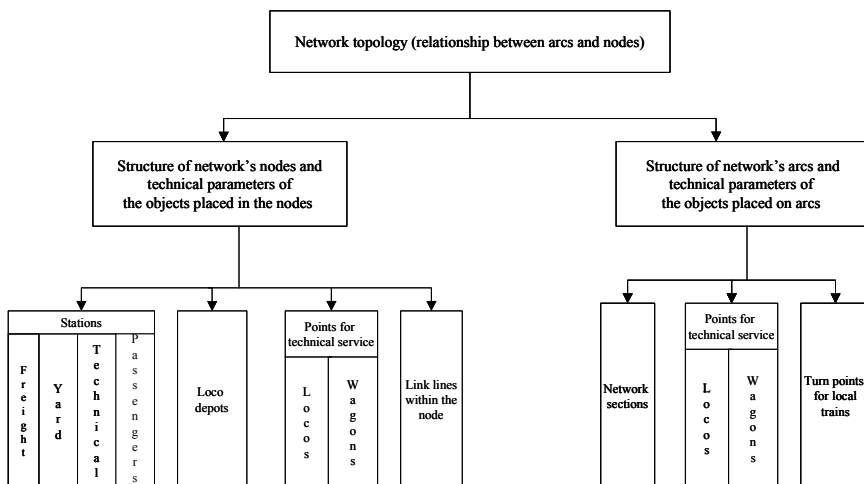 Network topology (relationship between arcs and nodes)
Structure of network's nodes and
technical parameters of
the objects placed in the nodes
Structure of network's arcs and
technical parameters of
the objects placed on arcs
Stations
Freight
Yard
Technical
Passengers
Loco
depots
Points for
technical service
Locos
Wagons
Link lines
within the
node
Network
sections
Points for
technical service
Locos
Wagons
Turn points
for local
trains